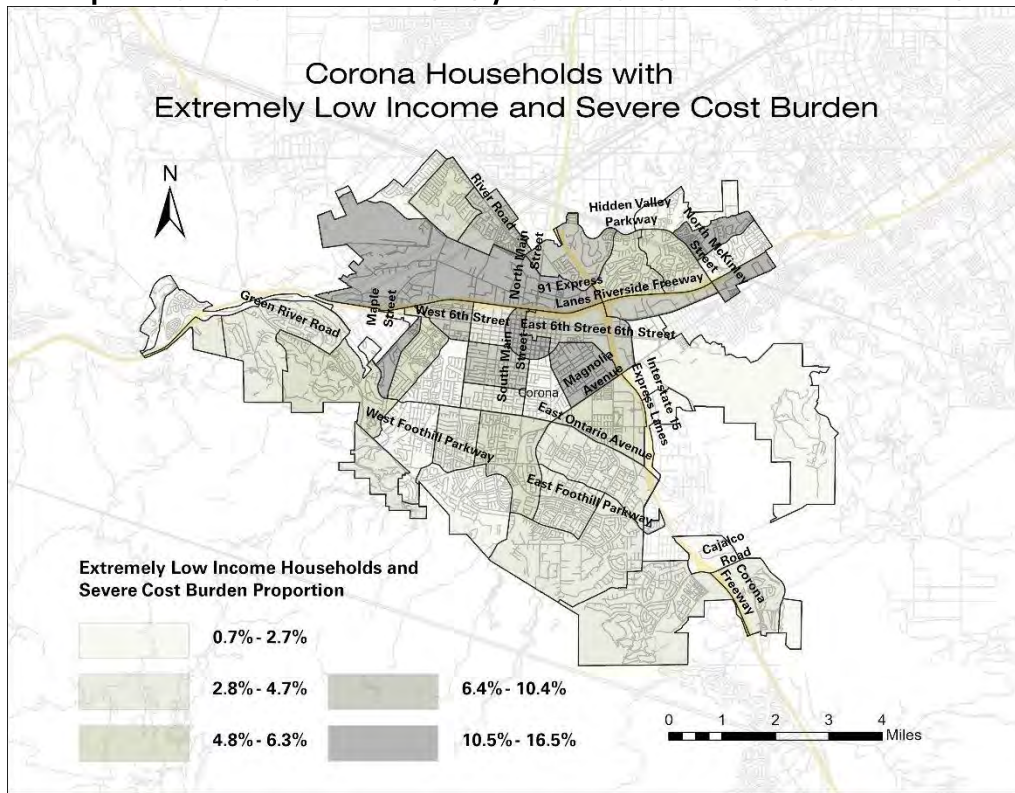 Corona Households with
Extremely Low Income and Severe Cost Burden
N
River Road
Hidden Valley
Parkway
North McKinley
Street
North Main
Street
91 Express
Lanes Riverside Freeway
Green River Road
Maple
Street
West 6th Street
East 6th Street 6th Street
South Main
Street
Magnolia
Avenue
Interstate 15
Express Lanes
Corona
East Ontario Avenue
West Foothill Parkway
East Foothill Parkway
Cajalco
Road
Corona
Freeway
Extremely Low Income Households and
Severe Cost Burden Proportion
0.7% - 2.7%
2.8% - 4.7%
6.4% - 10.4%
4.8% - 6.3%
10.5% - 16.5%
0 1 2 3 4
Miles